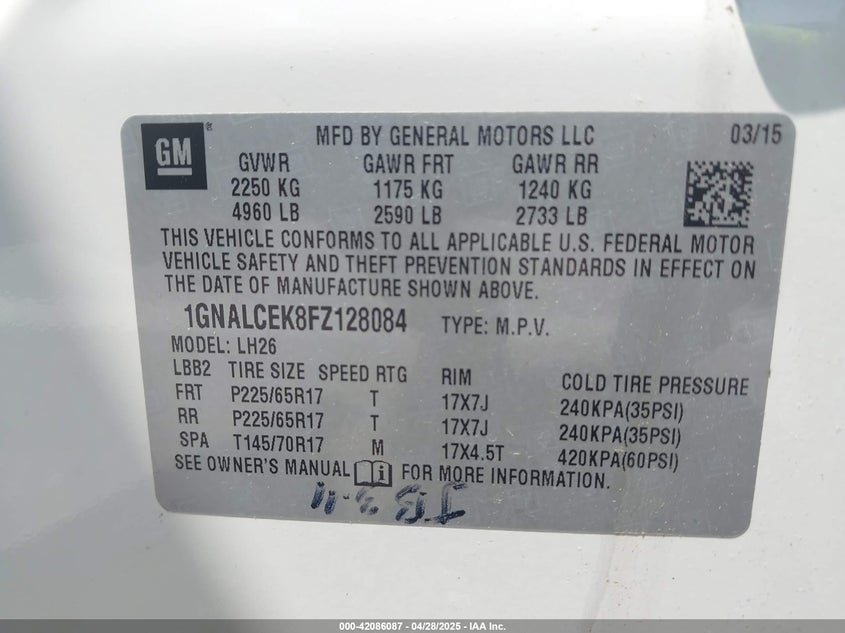 GM ® MFD BY GENERAL MOTORS LLC 03/15
GVWR GAWR FRT GAWR RR
2250 KG 1175 KG 1240 KG
4960 LB 2590 LB 2733 LB
THIS VEHICLE CONFORMS TO ALL APPLICABLE U.S. FEDERAL MOTOR
VEHICLE SAFETY AND THEFT PREVENTION STANDARDS IN EFFECT ON
THE DATE OF MANUFACTURE SHOWN ABOVE.
1GNALCEK8FZ128084 TYPE: M.P.V.
MODEL: LH26
LBB2 TIRE SIZE SPEED RTG RIM COLD TIRE PRESSURE
FRT P225/65R17 T 17X7J 240KPA(35PSI)
RR P225/65R17 T 17X7J 240KPA(35PSI)
SPA T145/70R17 M 17X4.5T 420KPA(60PSI)
SEE OWNER'S MANUAL i FOR MORE INFORMATION.
000-42086087 - 04/28/2025 - IAA Inc.